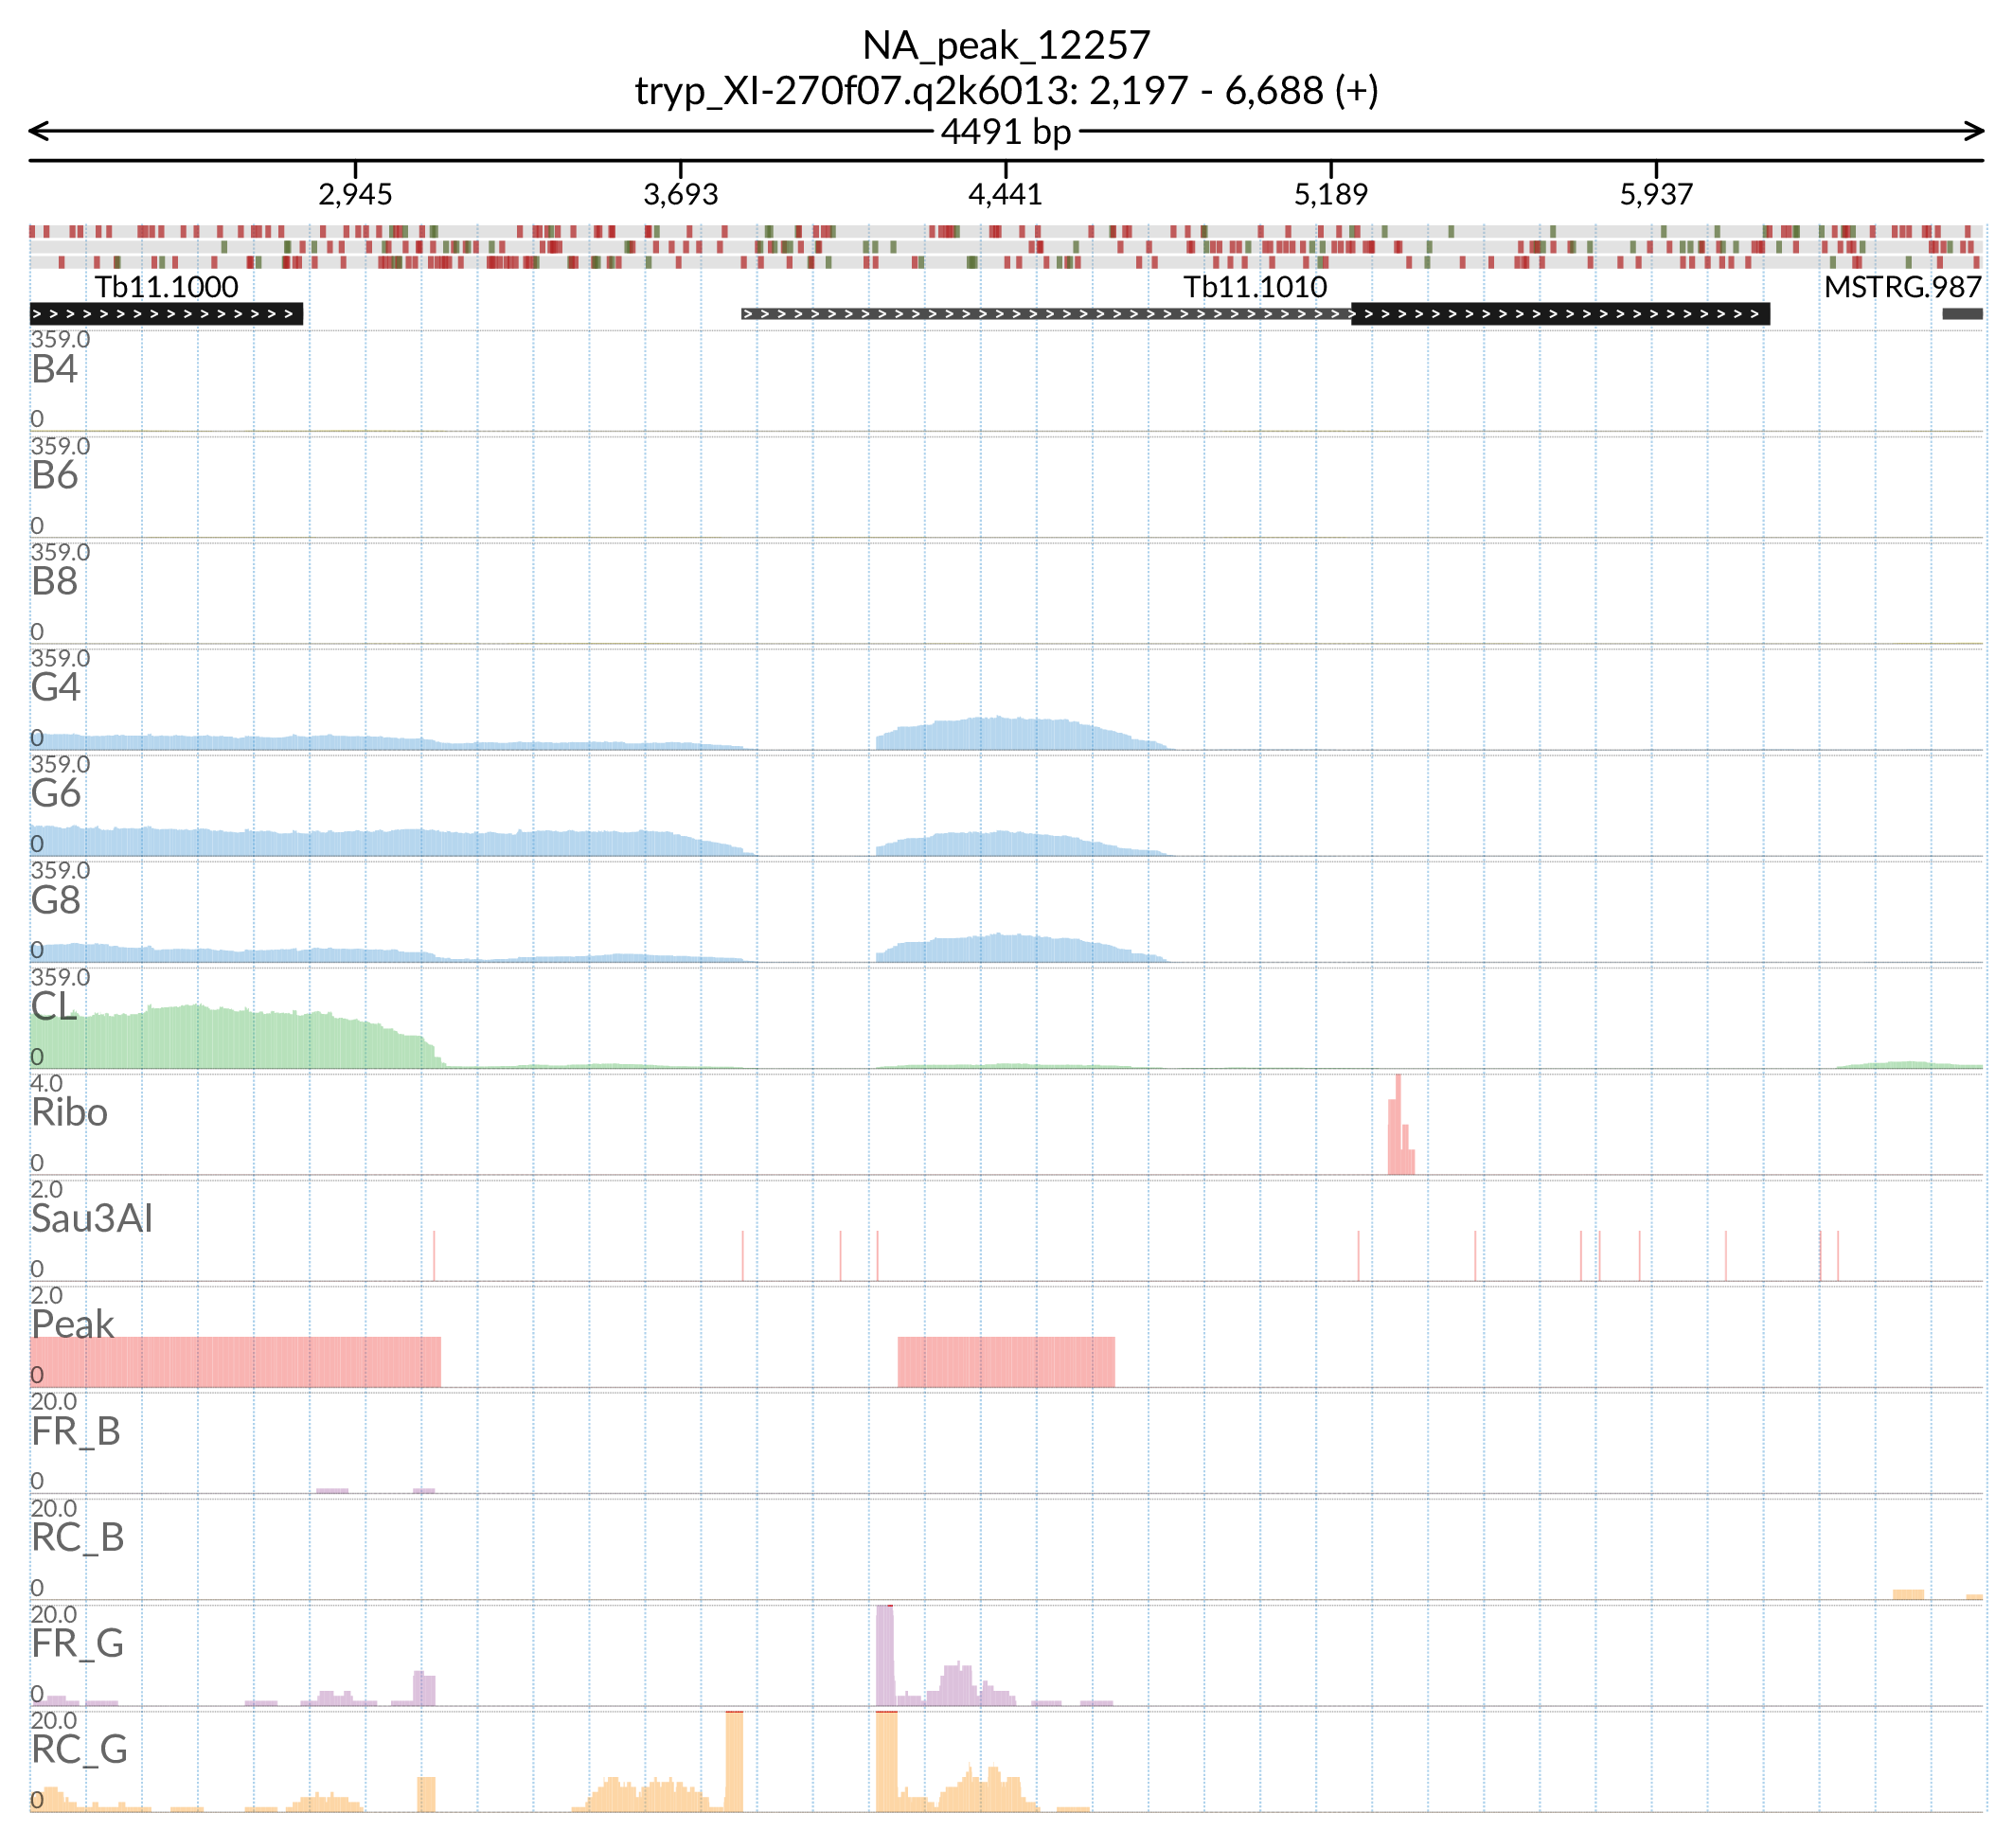 NA_peak_12257
tryp_XI-270f07.q2k6013: 2,197 - 6,688 (+)
4491 bp
2,945 3,693 4,441 5,189 5,937
Tb11.1000 Tb11.1010 MSTRG.987
359.0
B4
0
359.0
B6
0
359.0
B8
0
359.0
G4
0
359.0
G6
0
359.0
G8
0
359.0
CL
0
4.0
Ribo
0
2.0
Sau3AI
0
2.0
Peak
0
20.0
FR_B
0
20.0
RC_B
0
20.0
FR_G
0
20.0
RC_G
0